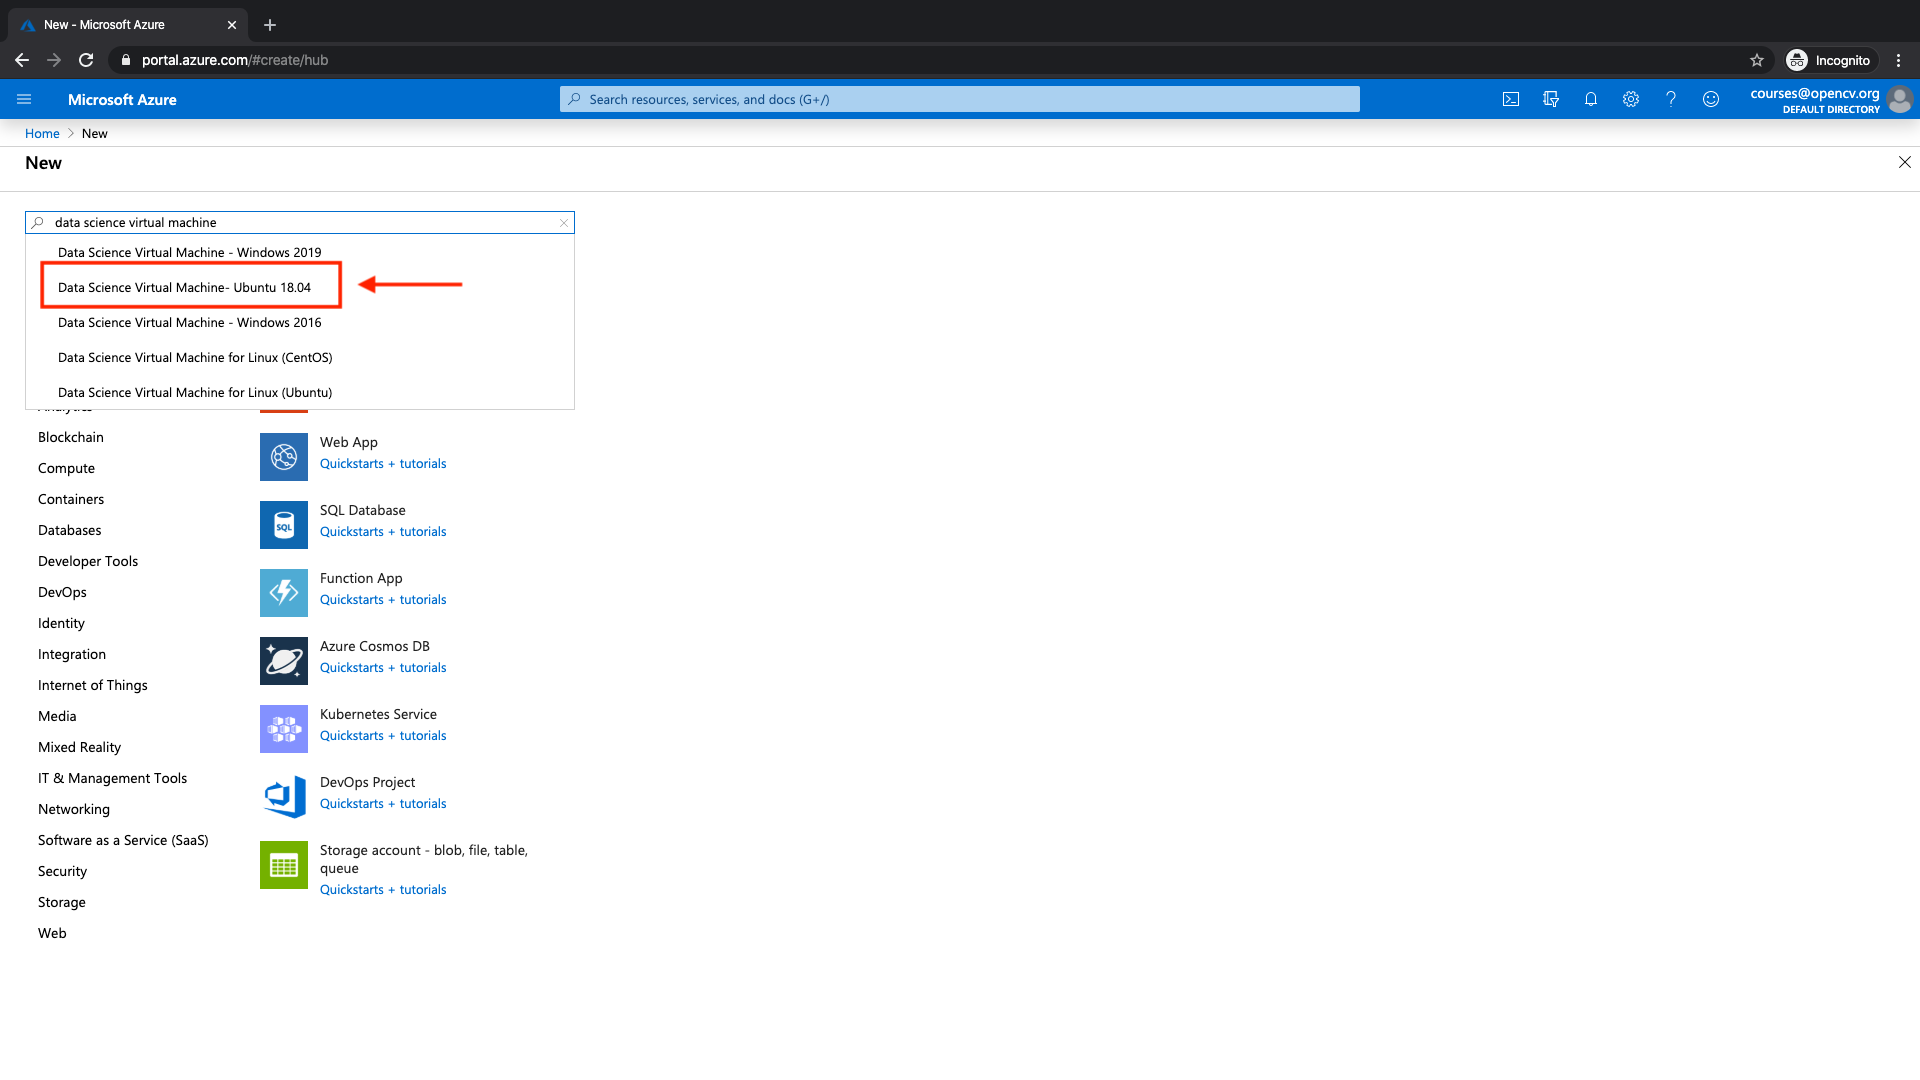 New - Microsoft Azure
portal.azure.com/#create/hub
Incognito
Microsoft Azure
Search resources, services, and docs (G+/)
courses@opencv.org
DEFAULT DIRECTORY
Home > New
New
data science virtual machine
Data Science Virtual Machine - Windows 2019
Data Science Virtual Machine- Ubuntu 18.04
Data Science Virtual Machine - Windows 2016
Data Science Virtual Machine for Linux (CentOS)
Data Science Virtual Machine for Linux (Ubuntu)
Analytics
Blockchain
Compute
Containers
Databases
Developer Tools
DevOps
Identity
Integration
Internet of Things
Media
Mixed Reality
IT & Management Tools
Networking
Software as a Service (SaaS)
Security
Storage
Web
Web App
Quickstarts + tutorials
SQL
SQL Database
Quickstarts + tutorials
Function App
Quickstarts + tutorials
Azure Cosmos DB
Quickstarts + tutorials
Kubernetes Service
Quickstarts + tutorials
DevOps Project
Quickstarts + tutorials
Storage account - blob, file, table,
queue
Quickstarts + tutorials